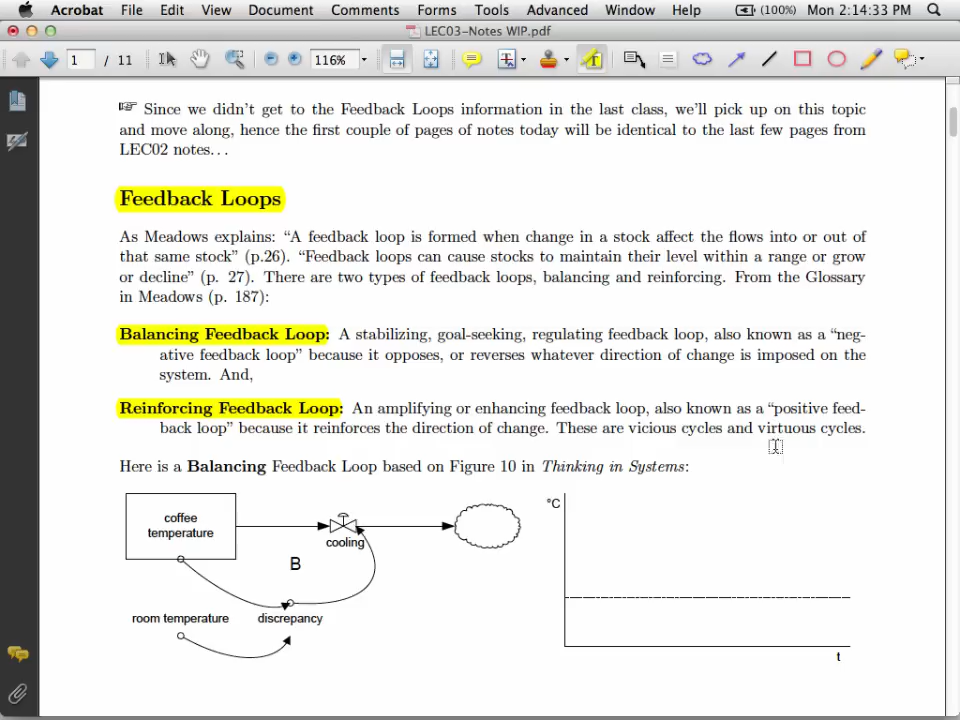 Acrobat File Edit View Document Comments Forms Tools Advanced Window Help (100%) Mon 2:14:33 PM
LEC03-Notes WIP.pdf
1 / 11 116%
Since we didn't get to the Feedback Loops information in the last class, we'll pick up on this topic
and move along, hence the first couple of pages of notes today will be identical to the last few pages from
LEC02 notes...
Feedback Loops
As Meadows explains: "A feedback loop is formed when change in a stock affect the flows into or out of
that same stock" (p.26). "Feedback loops can cause stocks to maintain their level within a range or grow
or decline" (p. 27). There are two types of feedback loops, balancing and reinforcing. From the Glossary
in Meadows (p. 187):
Balancing Feedback Loop: A stabilizing, goal-seeking, regulating feedback loop, also known as a "neg-
ative feedback loop" because it opposes, or reverses whatever direction of change is imposed on the
system. And,
Reinforcing Feedback Loop: An amplifying or enhancing feedback loop, also known as a "positive feed-
back loop" because it reinforces the direction of change. These are vicious cycles and virtuous cycles.
Here is a Balancing Feedback Loop based on Figure 10 in Thinking in Systems:
coffee
temperature
°C
cooling
B
room temperature
discrepancy
t